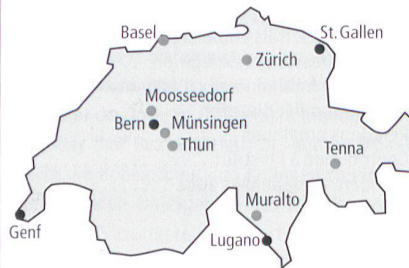 Basel
St. Gallen
Zürich
Moosseedorf
Bern
Münsingen
Thun
Tenna
Muralto
Genf
Lugano